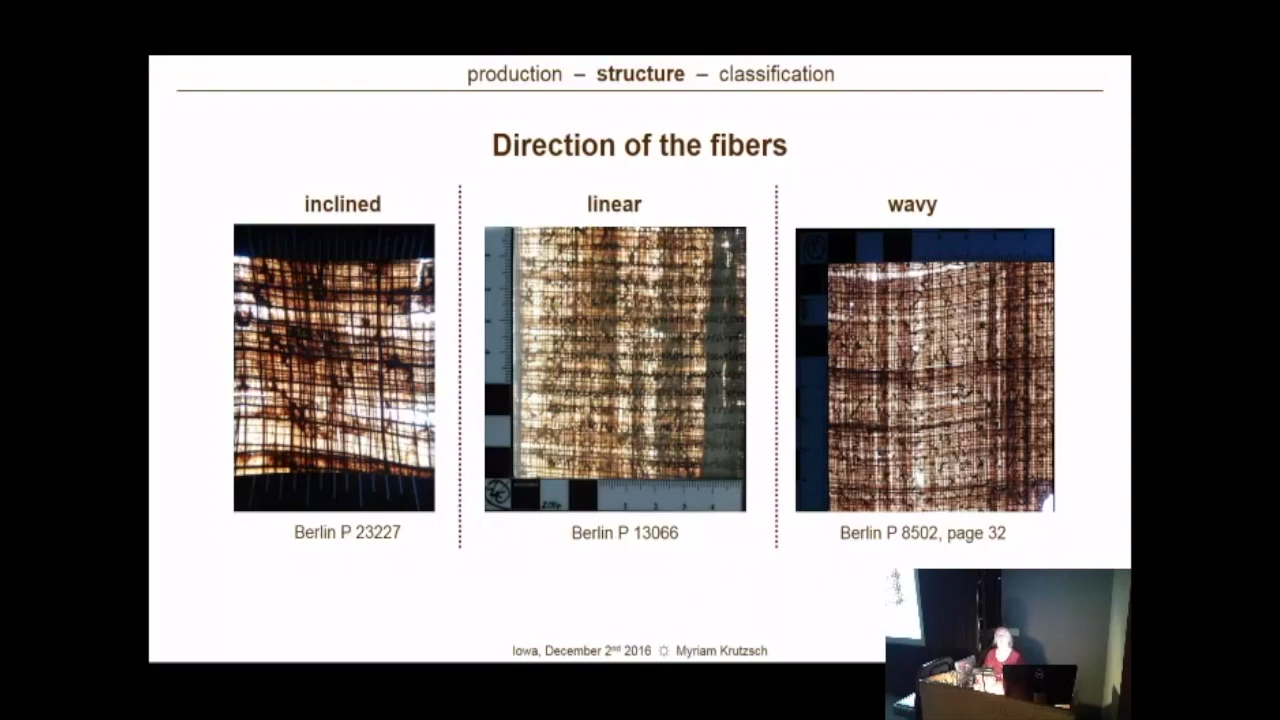 production – structure – classification
Direction of the fibers
inclined
linear
wavy
Berlin P 23227
Berlin P 13066
Berlin P 8502, page 32
Iowa, December 2nd 2016 ☼ Myriam Krutzsch